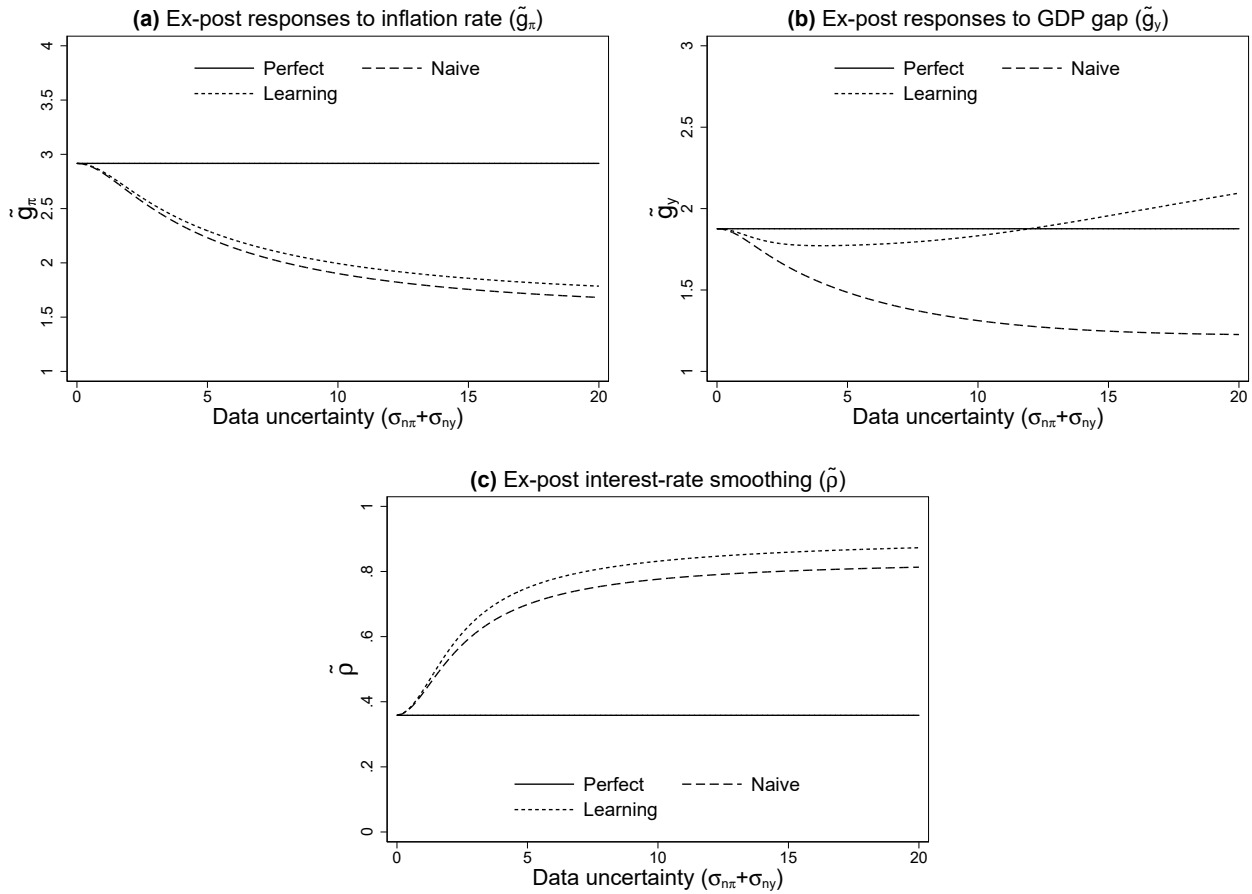 (a) Ex-post responses to inflation rate (g̃π)
4
3.5
3
2.5
2
1.5
1
g̃π
Perfect
Naive
Learning
0 5 10 15 20
Data uncertainty (σnπ+σny)
(b) Ex-post responses to GDP gap (g̃y)
3
2.5
2
1.5
1
g̃y
Perfect
Naive
Learning
0 5 10 15 20
Data uncertainty (σnπ+σny)
(c) Ex-post interest-rate smoothing (ρ̃)
1
.8
.6
.4
.2
0
ρ̃
Perfect
Naive
Learning
0 5 10 15 20
Data uncertainty (σnπ+σny)